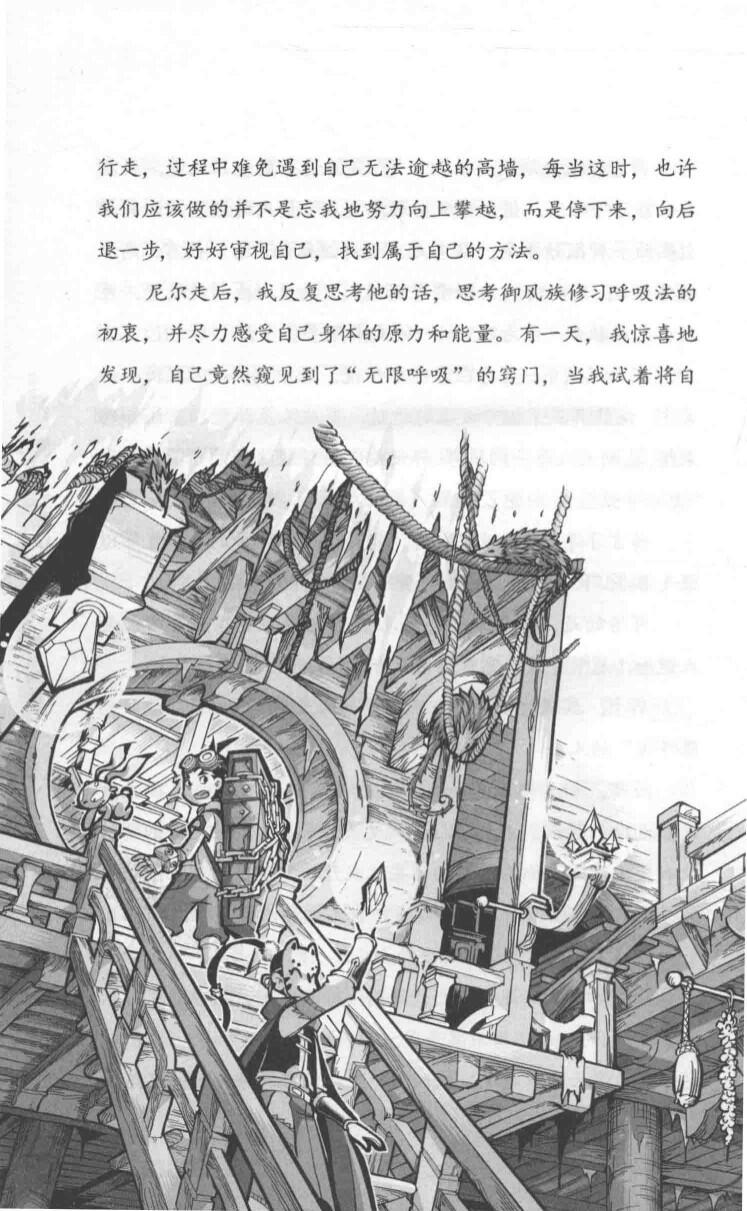 行走，过程中难免遇到自己无法逾越的高墙，每当这时，也许
我们应该做的并不是忘我地努力向上攀越，而是停下来，向后
退一步，好好审视自己，找到属于自己的方法。
尼尔走后，我反复思考他的话，思考御风族修习呼吸法的
初衷，并尽力感受自己身体的原力和能量。有一天，我惊喜地
发现，自己竟然窥见到了“无限呼吸”的窍门，当我试着将自